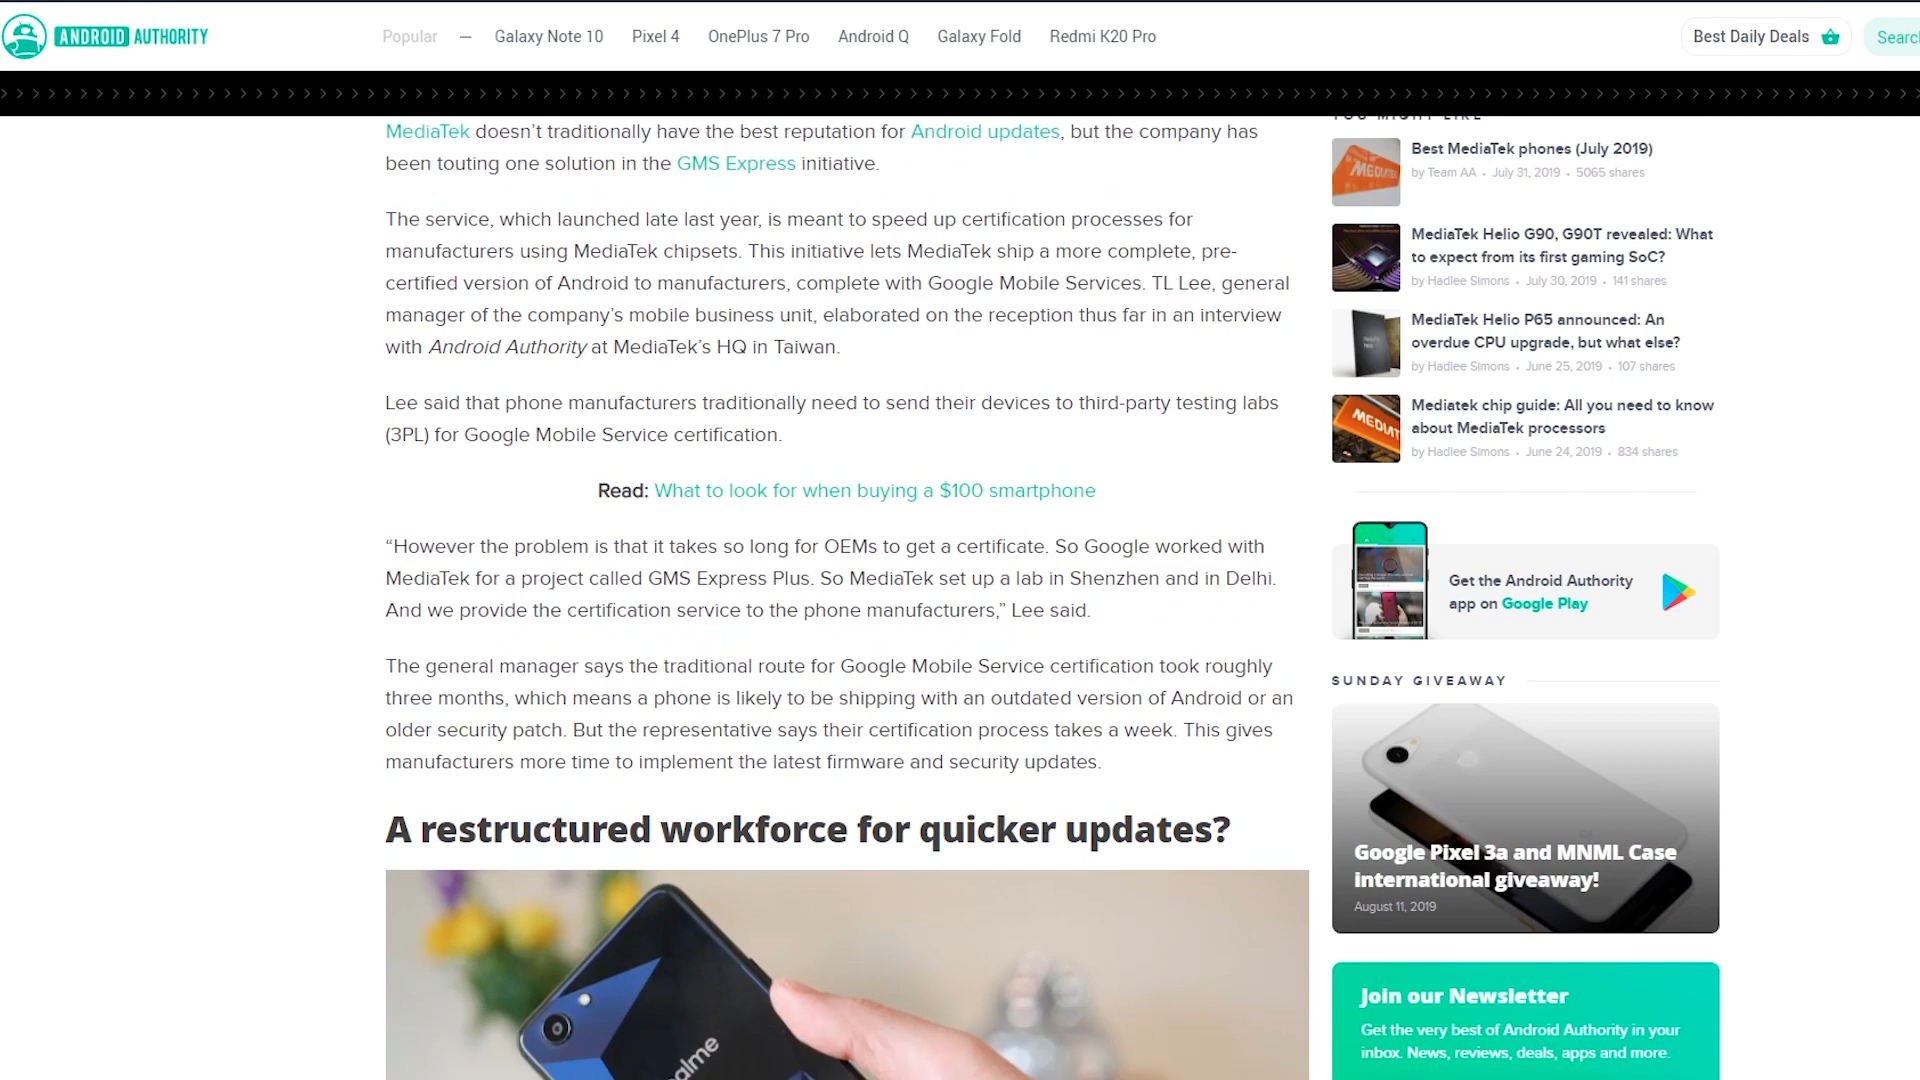 ANDROID AUTHORITY
Popular — Galaxy Note 10 Pixel 4 OnePlus 7 Pro Android Q Galaxy Fold Redmi K20 Pro
Best Daily Deals
MediaTek doesn’t traditionally have the best reputation for Android updates, but the company has
been touting one solution in the GMS Express initiative.
The service, which launched late last year, is meant to speed up certification processes for
manufacturers using MediaTek chipsets. This initiative lets MediaTek ship a more complete, pre-
certified version of Android to manufacturers, complete with Google Mobile Services. TL Lee, general
manager of the company’s mobile business unit, elaborated on the reception thus far in an interview
with Android Authority at MediaTek’s HQ in Taiwan.
Lee said that phone manufacturers traditionally need to send their devices to third-party testing labs
(3PL) for Google Mobile Service certification.
Read: What to look for when buying a $100 smartphone
“However the problem is that it takes so long for OEMs to get a certificate. So Google worked with
MediaTek for a project called GMS Express Plus. So MediaTek set up a lab in Shenzhen and in Delhi.
And we provide the certification service to the phone manufacturers,” Lee said.
The general manager says the traditional route for Google Mobile Service certification took roughly
three months, which means a phone is likely to be shipping with an outdated version of Android or an
older security patch. But the representative says their certification process takes a week. This gives
manufacturers more time to implement the latest firmware and security updates.
A restructured workforce for quicker updates?
YOU MIGHT LIKE
Best MediaTek phones (July 2019)
by Team AA • July 31, 2019 • 5065 shares
MediaTek Helio G90, G90T revealed: What
to expect from its first gaming SoC?
by Hadlee Simons • July 30, 2019 • 141 shares
MediaTek Helio P65 announced: An
overdue CPU upgrade, but what else?
by Hadlee Simons • June 25, 2019 • 107 shares
MEDIAT
Mediatek chip guide: All you need to know
about MediaTek processors
by Hadlee Simons • June 24, 2019 • 834 shares
Get the Android Authority
app on Google Play
SUNDAY GIVEAWAY
Google Pixel 3a and MNML Case
international giveaway!
August 11, 2019
Join our Newsletter
Get the very best of Android Authority in your
inbox. News, reviews, deals, apps and more.